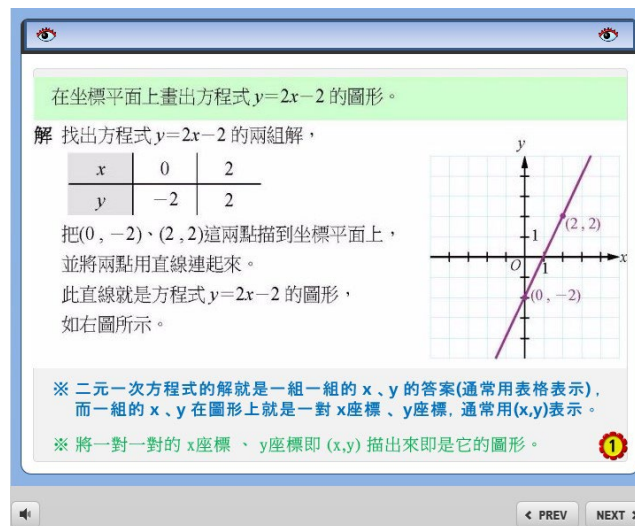 在坐標平面上畫出方程式 y=2x−2 的圖形。
解 找出方程式 y=2x−2 的兩組解，
x 0 2
y −2 2
把(0 , −2)、(2 , 2)這兩點描到坐標平面上，
並將兩點用直線連起來。
此直線就是方程式 y=2x−2 的圖形，
如右圖所示。
y
(2 , 2)
1
O 1 x
(0 , −2)
※ 二元一次方程式的解就是一組一組的 x 、y 的答案(通常用表格表示) ,
而一組的 x 、y 在圖形上就是一對 x座標 、 y座標, 通常用(x,y)表示 。
※ 將一對一對的 x座標 、 y座標即 (x,y) 描出來即是它的圖形。
1
< PREV NEXT >